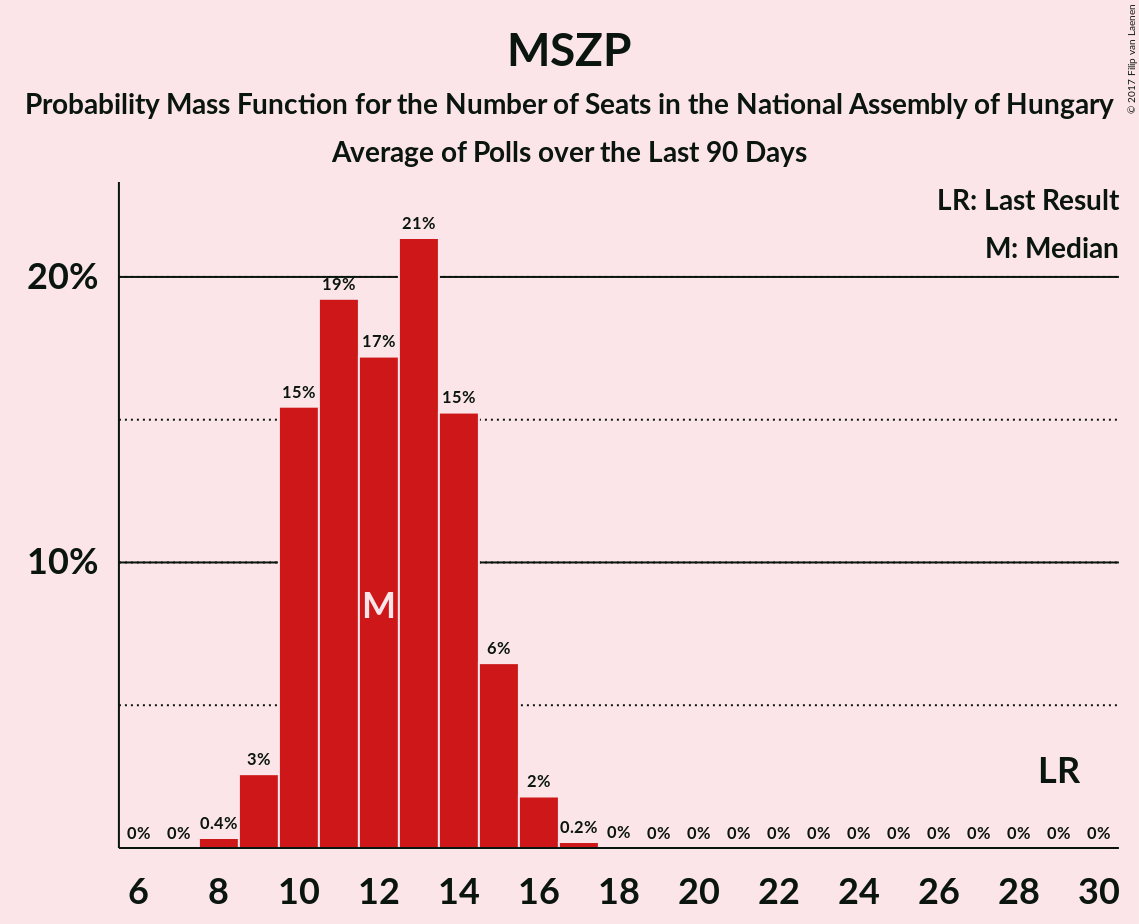 MSZP
Probability Mass Function for the Number of Seats in the National Assembly of Hungary
Average of Polls over the Last 90 Days
© 2017 Filip van Laenen
LR: Last Result
M: Median
20%
10%
0% 0% 0.4% 3% 15% 19% 17% 21% 15% 6% 2% 0.2% 0% 0% 0% 0% 0% 0% 0% 0% 0% 0% 0% 0% 0%
M
LR
6 8 10 12 14 16 18 20 22 24 26 28 30